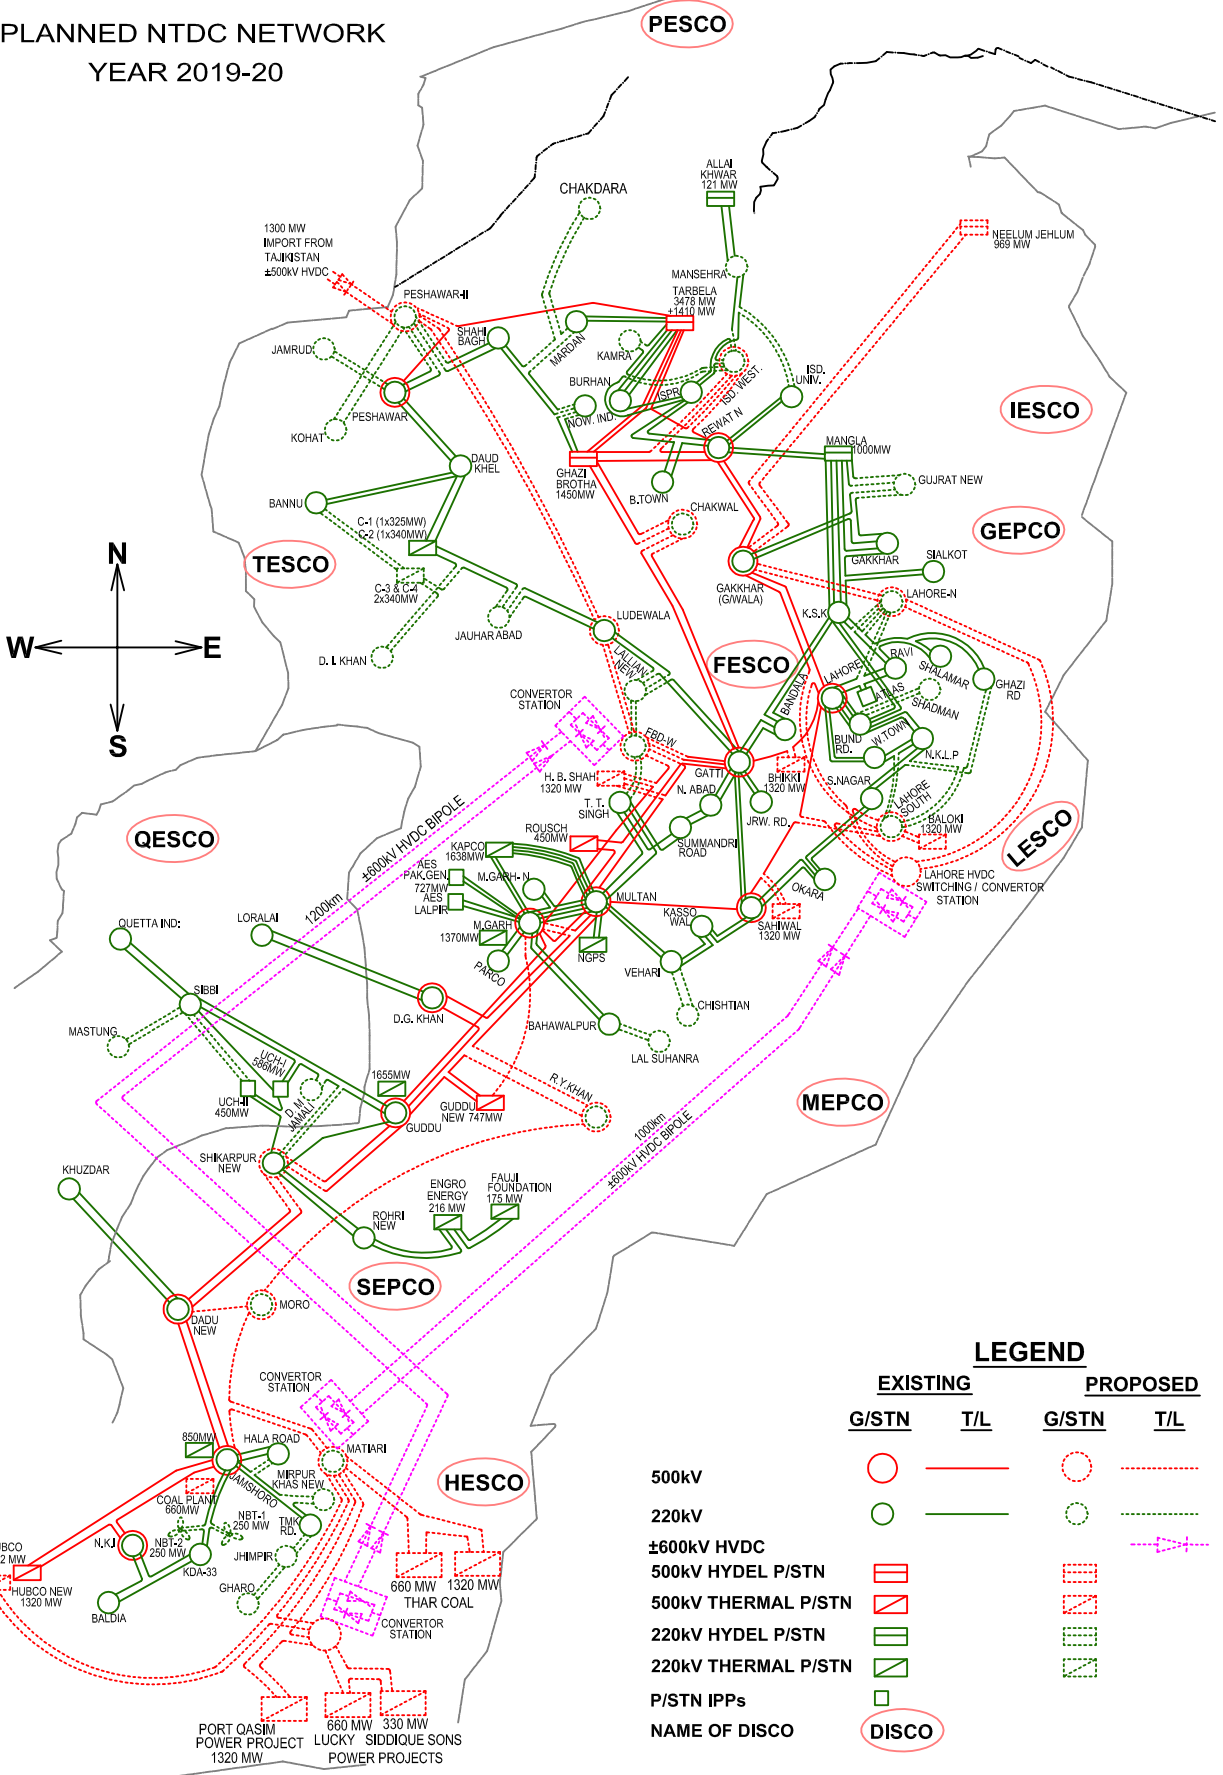 PLANNED NTDC NETWORK
YEAR 2019-20
PESCO
ALLAI
KHWAR
121 MW
CHAKDARA
1300 MW
IMPORT FROM
TAJIKISTAN
±500kV HVDC
NEELUM JEHLUM
969 MW
MANSEHRA
PESHAWAR-II
TARBELA
3478 MW
+1410 MW
SHAHI
BAGH
MARDAN
KAMRA
JAMRUD
BURHAN
ISPR
ISD. WEST.
ISD.
UNIV.
PESHAWAR
NOW. IND.
REWAT N
IESCO
KOHAT
MANGLA
1000MW
DAUD
KHEL
GHAZI
BROTHA
1450MW
B.TOWN
GUJRAT NEW
BANNU
CHAKWAL
C-1 (1x325MW)
C-2 (1x340MW)
GEPCO
N
TESCO
GAKKHAR
SIALKOT
C-3 & C-4
2x340MW
GAKKHAR
(G/WALA)
LAHORE-N
K.S.K
LUDEWALA
JAUHAR ABAD
W
E
D. I. KHAN
LALLIAN
NEW
FESCO
LAHORE
RAVI
SHALAMAR
GHAZI
RD
CONVERTOR
STATION
BANDALA
ATLAS
SHADMAN
S
FBD-W
BUND
RD.
W.TOWN
N.K.L.P
GATTI
H. B. SHAH
1320 MW
BHIKKI
1320 MW
S.NAGAR
N. ABAD
LAHORE
SOUTH
T. T.
SINGH
JRW. RD.
BALOKI
1320 MW
QESCO
±600kV HVDC BIPOLE
1200km
ROUSCH
450MW
SUMMANDRI
ROAD
LESCO
KAPCO
1638MW
AES
PAK.GEN.
727MW
M.GARH- N
LAHORE HVDC
SWITCHING / CONVERTOR
STATION
OKARA
AES
LALPIR
MULTAN
KASSO
WAL
QUETTA IND:
LORALAI
M.GARH
1370MW
SAHIWAL
1320 MW
NGPS
PARCO
VEHARI
SIBBI
D.G. KHAN
BAHAWALPUR
CHISHTIAN
MASTUNG
LAL SUHANRA
UCH-I
586MW
1655MW
R.Y.KHAN
UCH-II
450MW
D. M
JAMALI
GUDDU
NEW 747MW
GUDDU
MEPCO
1000km
±600kV HVDC BIPOLE
SHIKARPUR
NEW
KHUZDAR
ENGRO
ENERGY
216 MW
FAUJI
FOUNDATION
175 MW
ROHRI
NEW
SEPCO
MORO
DADU
NEW
CONVERTOR
STATION
850MW
HALA ROAD
MATIARI
JAMSHORO
MIRPUR
KHAS NEW
HESCO
COAL PLANT
660MW
NBT-1
250 MW
TMK
RD.
N.K.I
NBT-2
250 MW
JHIMPIR
KDA-33
2 MW
HUBCO NEW
1320 MW
GHARO
BALDIA
660 MW
1320 MW
THAR COAL
CONVERTOR
STATION
PORT QASIM
POWER PROJECT
1320 MW
660 MW
LUCKY
330 MW
SIDDIQUE SONS
POWER PROJECTS
LEGEND
EXISTING PROPOSED
G/STN T/L G/STN T/L
500kV
220kV
±600kV HVDC
500kV HYDEL P/STN
500kV THERMAL P/STN
220kV HYDEL P/STN
220kV THERMAL P/STN
P/STN IPPs
NAME OF DISCO DISCO